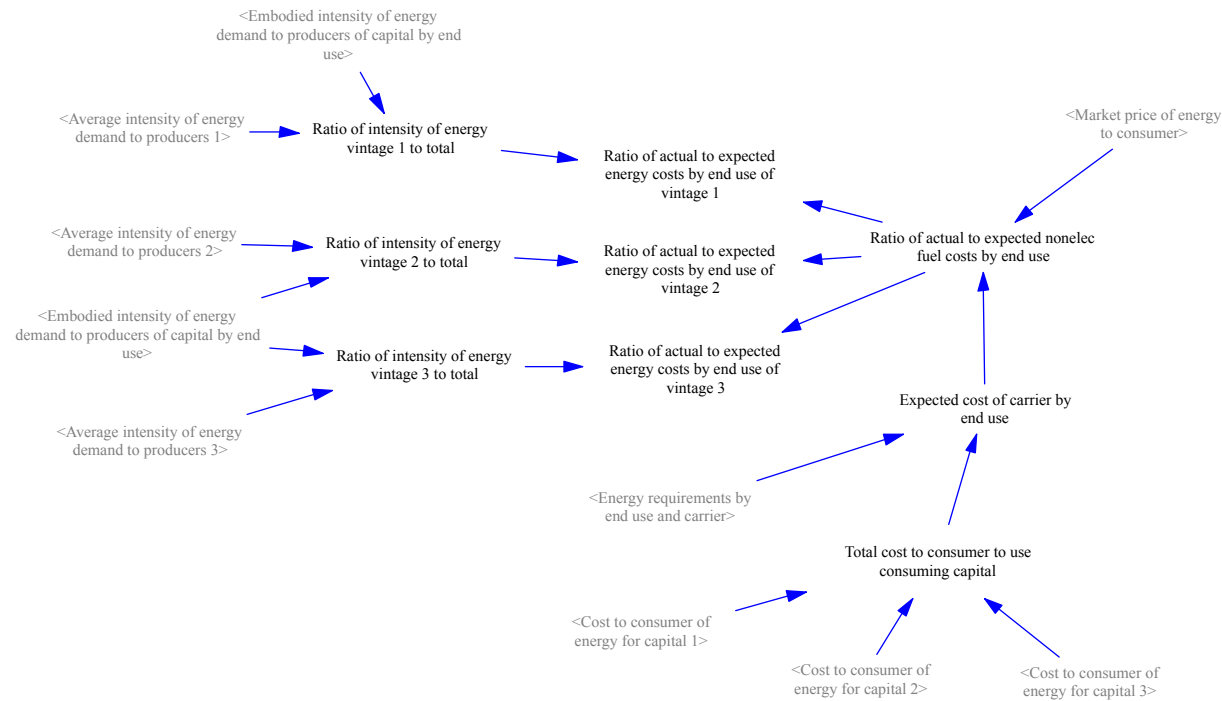 <Embodied intensity of energy
demand to producers of capital by end
use>
<Average intensity of energy
demand to producers 1>
Ratio of intensity of energy
vintage 1 to total
<Market price of energy
to consumer>
Ratio of actual to expected
energy costs by end use of
vintage 1
<Average intensity of energy
demand to producers 2>
Ratio of intensity of energy
vintage 2 to total
Ratio of actual to expected
energy costs by end use of
vintage 2
Ratio of actual to expected nonelec
fuel costs by end use
<Embodied intensity of energy
demand to producers of capital by end
use>
Ratio of intensity of energy
vintage 3 to total
Ratio of actual to expected
energy costs by end use of
vintage 3
Expected cost of carrier by
end use
<Average intensity of energy
demand to producers 3>
<Energy requirements by
end use and carrier>
Total cost to consumer to use
consuming capital
<Cost to consumer of
energy for capital 1>
<Cost to consumer of
energy for capital 2>
<Cost to consumer of
energy for capital 3>